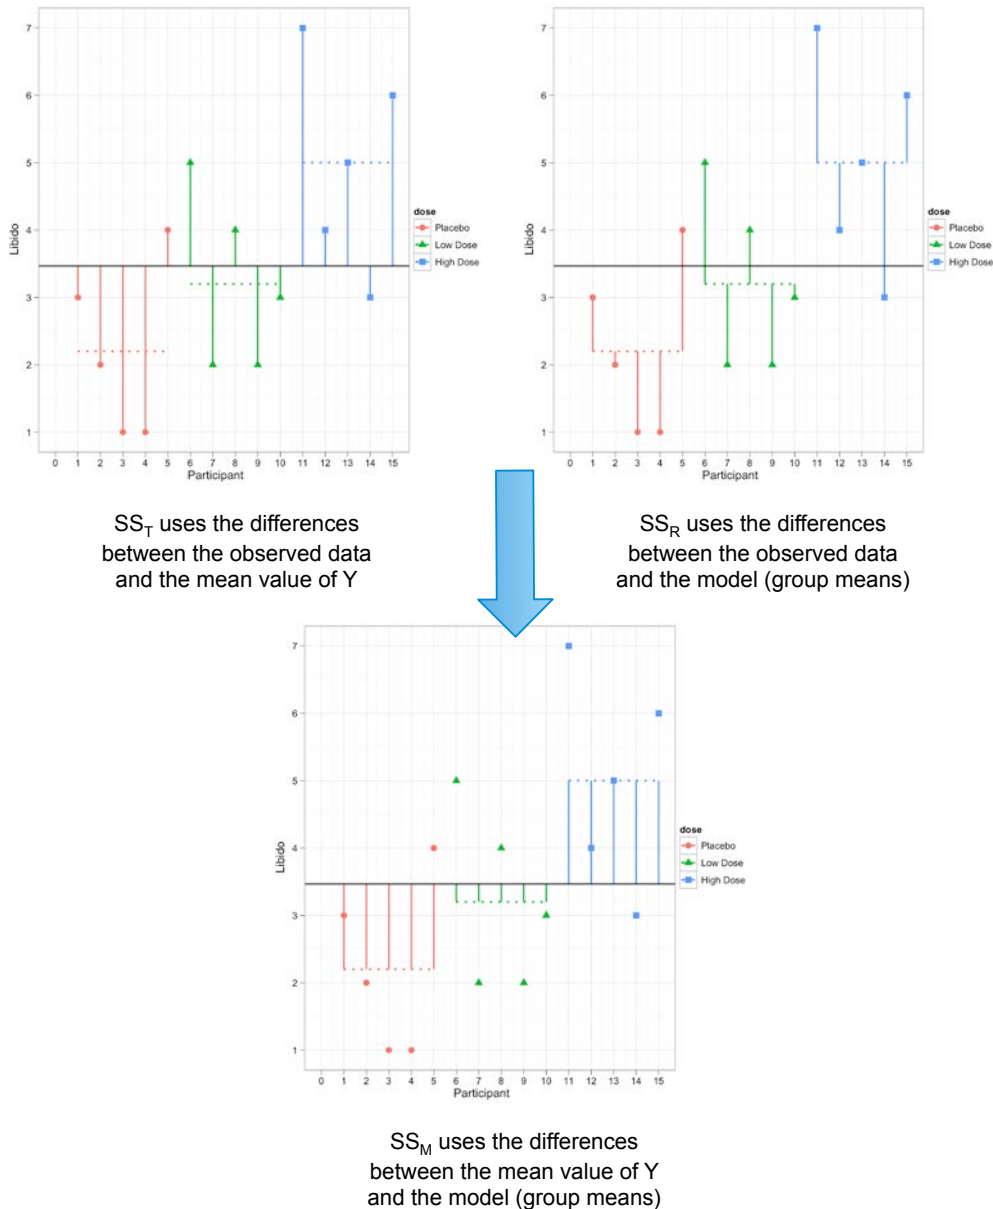 7
6
5
4
3
2
1
Libido
0 1 2 3 4 5 6 7 8 9 10 11 12 13 14 15
Participant
dose
Placebo
Low Dose
High Dose
7
6
5
4
3
2
1
Libido
0 1 2 3 4 5 6 7 8 9 10 11 12 13 14 15
Participant
dose
Placebo
Low Dose
High Dose
SS_T uses the differences
between the observed data
and the mean value of Y
SS_R uses the differences
between the observed data
and the model (group means)
7
6
5
4
3
2
1
Libido
0 1 2 3 4 5 6 7 8 9 10 11 12 13 14 15
Participant
dose
Placebo
Low Dose
High Dose
SS_M uses the differences
between the mean value of Y
and the model (group means)